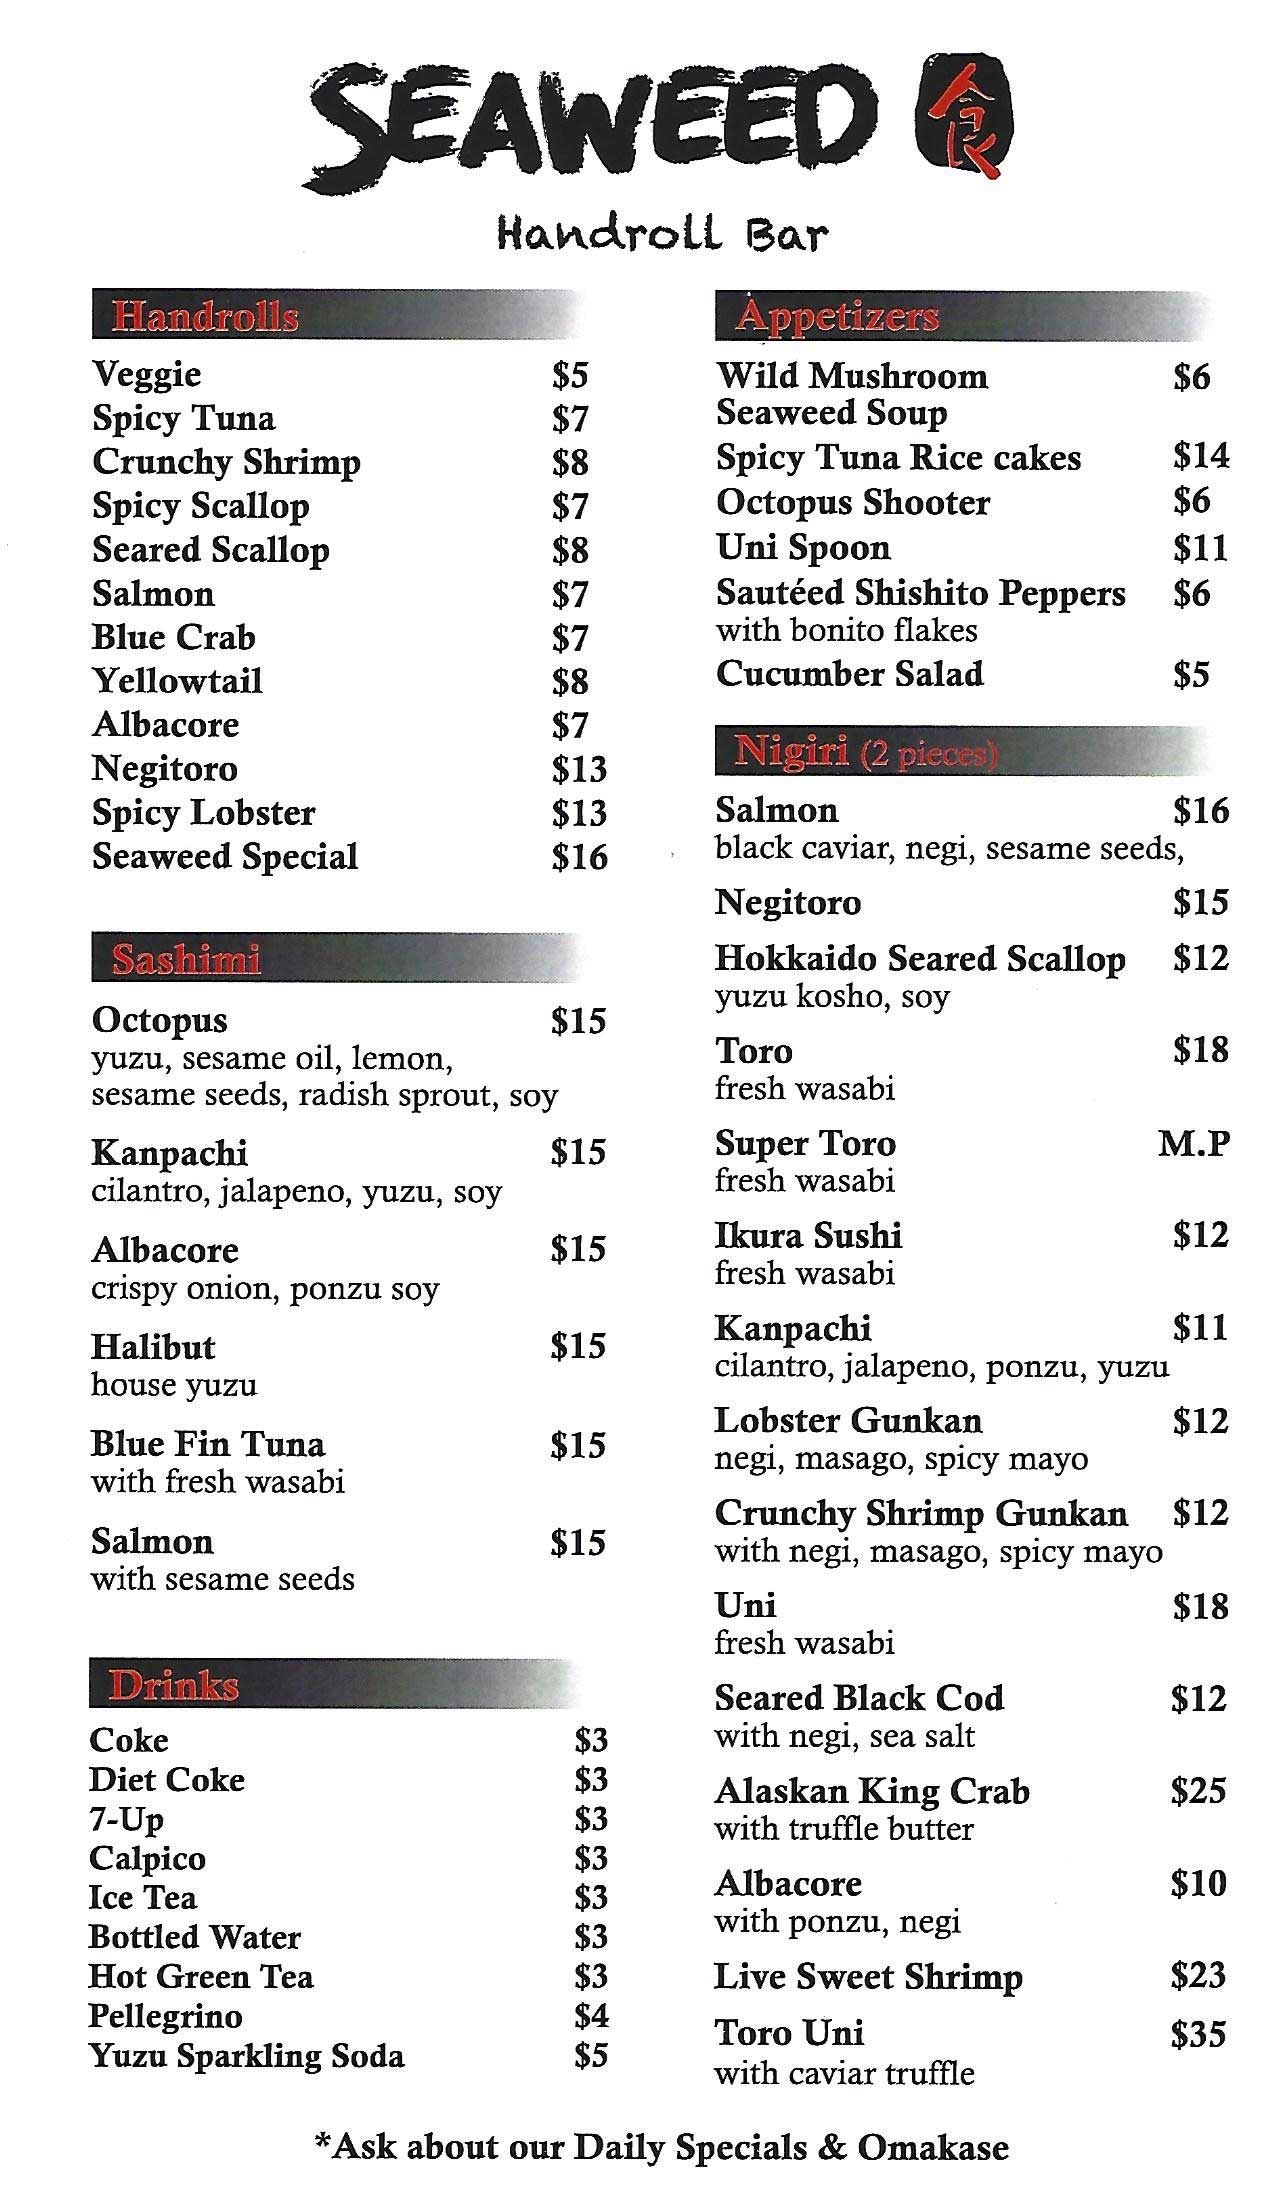 SEAWEED 食
Handroll Bar
Handrolls
Veggie $5
Spicy Tuna $7
Crunchy Shrimp $8
Spicy Scallop $7
Seared Scallop $8
Salmon $7
Blue Crab $7
Yellowtail $8
Albacore $7
Negitoro $13
Spicy Lobster $13
Seaweed Special $16
Sashimi
Octopus $15
yuzu, sesame oil, lemon,
sesame seeds, radish sprout, soy
Kanpachi $15
cilantro, jalapeno, yuzu, soy
Albacore $15
crispy onion, ponzu soy
Halibut $15
house yuzu
Blue Fin Tuna $15
with fresh wasabi
Salmon $15
with sesame seeds
Drinks
Coke $3
Diet Coke $3
7-Up $3
Calpico $3
Ice Tea $3
Bottled Water $3
Hot Green Tea $3
Pellegrino $4
Yuzu Sparkling Soda $5
Appetizers
Wild Mushroom $6
Seaweed Soup
Spicy Tuna Rice cakes $14
Octopus Shooter $6
Uni Spoon $11
Sautéed Shishito Peppers $6
with bonito flakes
Cucumber Salad $5
Nigiri (2 pieces)
Salmon $16
black caviar, negi, sesame seeds,
Negitoro $15
Hokkaido Seared Scallop $12
yuzu kosho, soy
Toro $18
fresh wasabi
Super Toro M.P
fresh wasabi
Ikura Sushi $12
fresh wasabi
Kanpachi $11
cilantro, jalapeno, ponzu, yuzu
Lobster Gunkan $12
negi, masago, spicy mayo
Crunchy Shrimp Gunkan $12
with negi, masago, spicy mayo
Uni $18
fresh wasabi
Seared Black Cod $12
with negi, sea salt
Alaskan King Crab $25
with truffle butter
Albacore $10
with ponzu, negi
Live Sweet Shrimp $23
Toro Uni $35
with caviar truffle
*Ask about our Daily Specials & Omakase